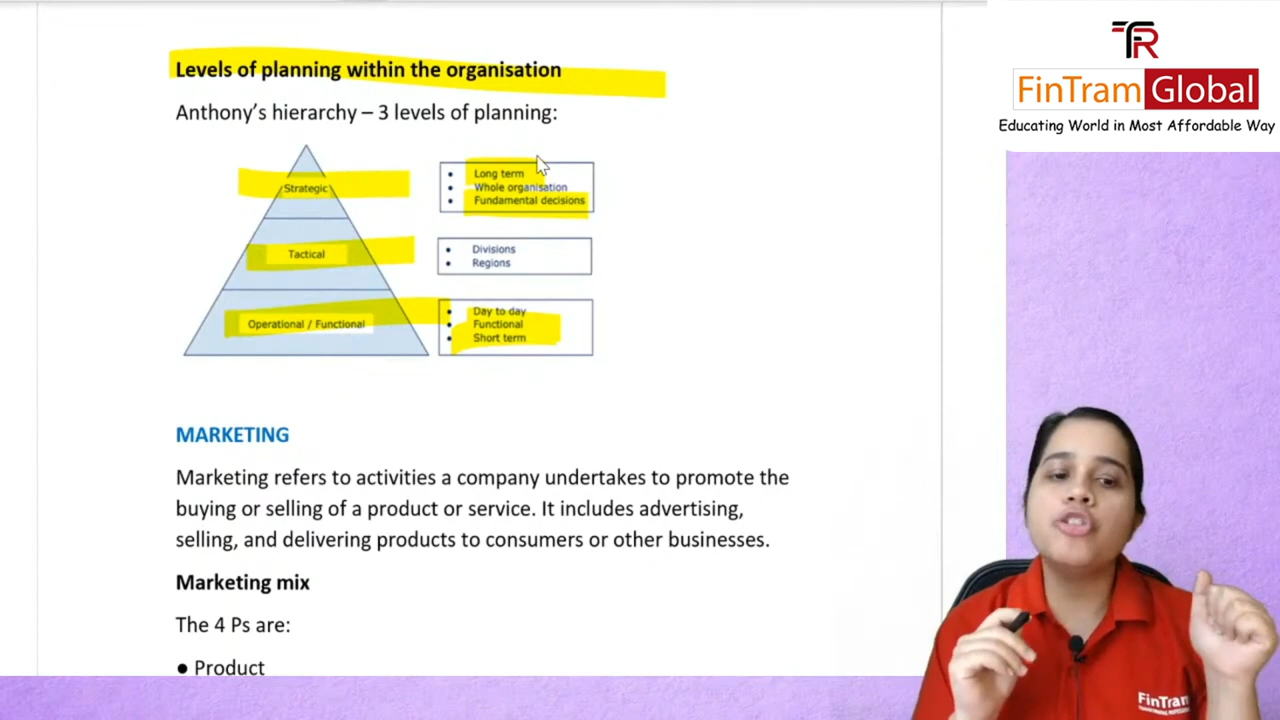 Levels of planning within the organisation
Anthony's hierarchy – 3 levels of planning:
Strategic
• Long term
• Whole organisation
• Fundamental decisions
Tactical
• Divisions
• Regions
Operational / Functional
• Day to day
• Functional
• Short term
MARKETING
Marketing refers to activities a company undertakes to promote the
buying or selling of a product or service. It includes advertising,
selling, and delivering products to consumers or other businesses.
Marketing mix
The 4 Ps are:
● Product
FinTram Global
Educating World in Most Affordable Way
FinTram